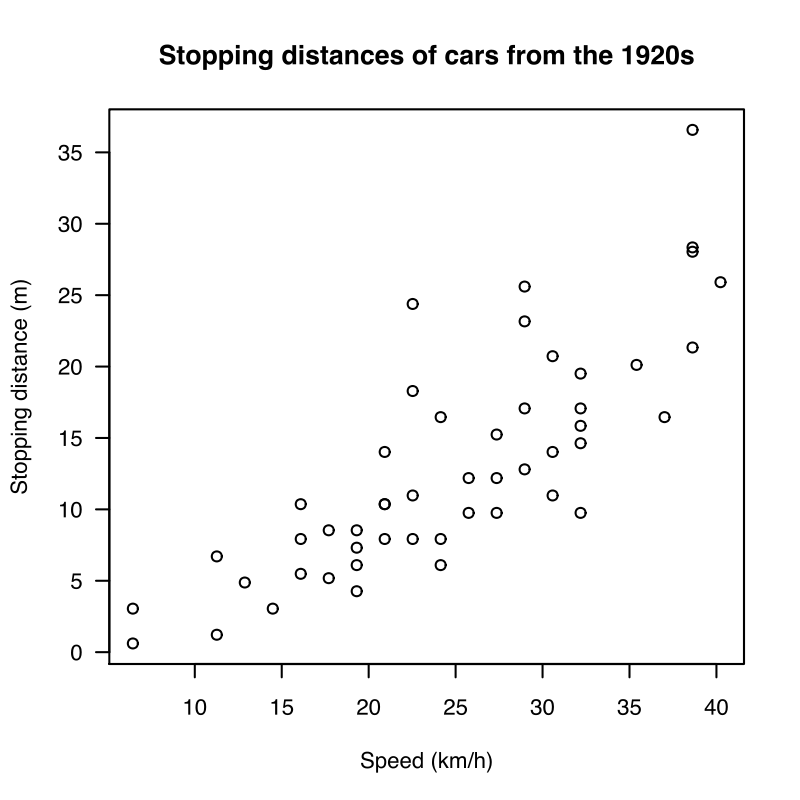 Stopping distances of cars from the 1920s
Stopping distance (m)
35
30
25
20
15
10
5
0
10 15 20 25 30 35 40
Speed (km/h)